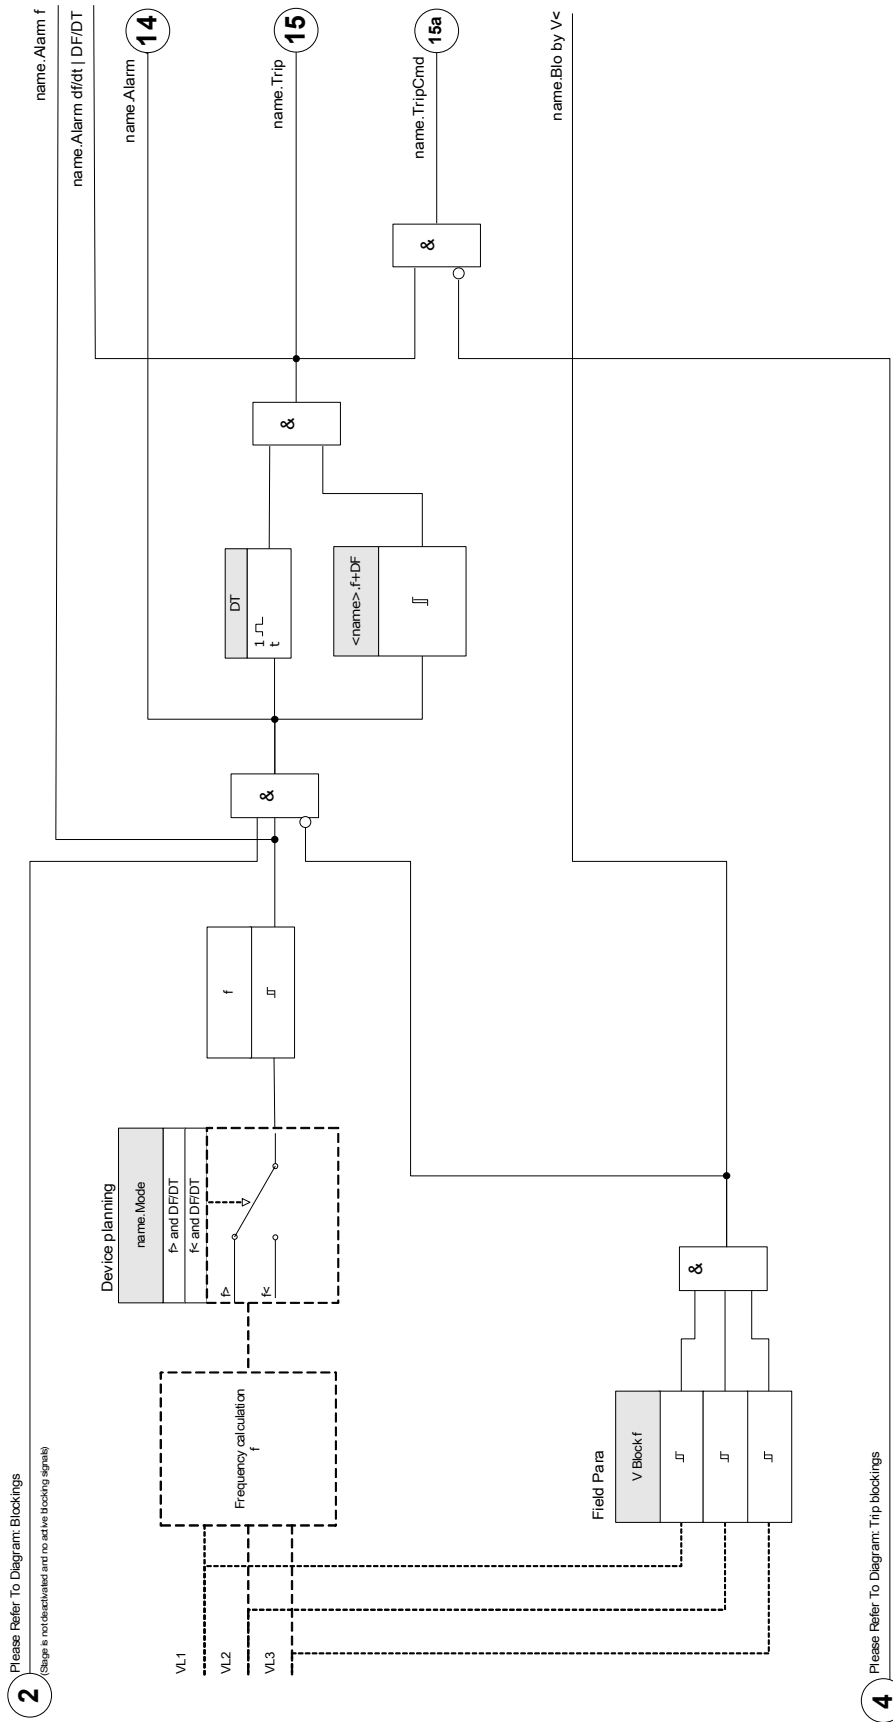 2
Please Refer To Diagram: Blockings
(Stage is not deactivated and no active blocking signals)
name.Alarm f
name.Alarm df/dt | DF/DT
name.Alarm
14
name.Trip
15
name.TripCmd
15a
name.Blo by V<
VL1
VL2
VL3
Frequency calculation
f
Device planning
name.Mode
f> and DF/DT
f< and DF/DT
f>
f<
f
&
DT
1
t
<name>.f+DF
&
&
Field Para
V Block f
&
4
Please Refer To Diagram: Trip blockings